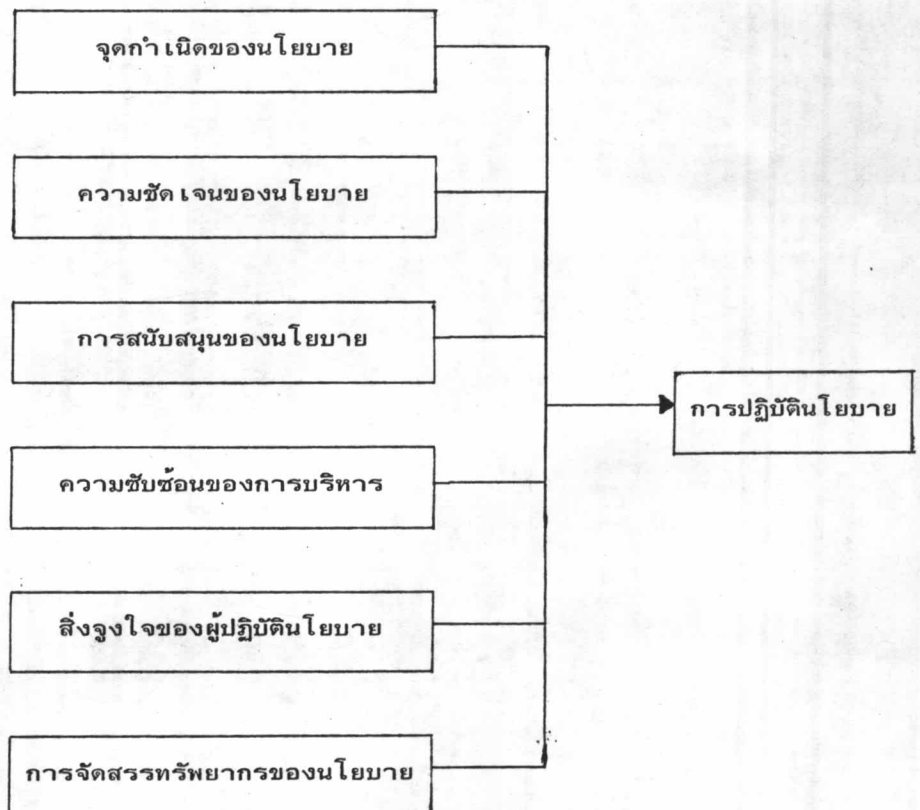 จุดกำเนิดของนโยบาย
ความชัดเจนของนโยบาย
การสนับสนุนของนโยบาย
การปฏิบัตินโยบาย
ความซับซ้อนของการบริหาร
สิ่งจูงใจของผู้ปฏิบัตินโยบาย
การจัดสรรทรัพยากรของนโยบาย